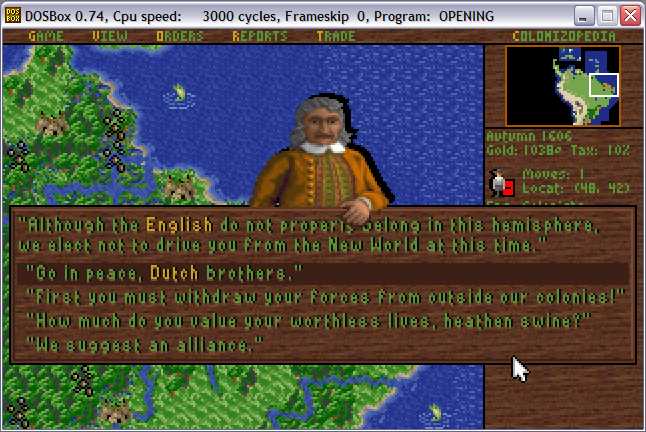 DOSBox 0.74, Cpu speed: 3000 cycles, Frameskip 0, Program: OPENING
GAME VIEW ORDERS REPORTS TRADE COLONIZOPEDIA
Autumn 1606
Gold: 1038 Tax: 10%
Moves: 1
Locat: (48, 42)
"Although the English do not properly belong in this hemisphere,
we elect not to drive you from the New World at this time."
"Go in peace, Dutch brothers."
"First you must withdraw your forces from outside our colonies!"
"How much do you value your worthless lives, heathen swine?"
"We suggest an alliance."